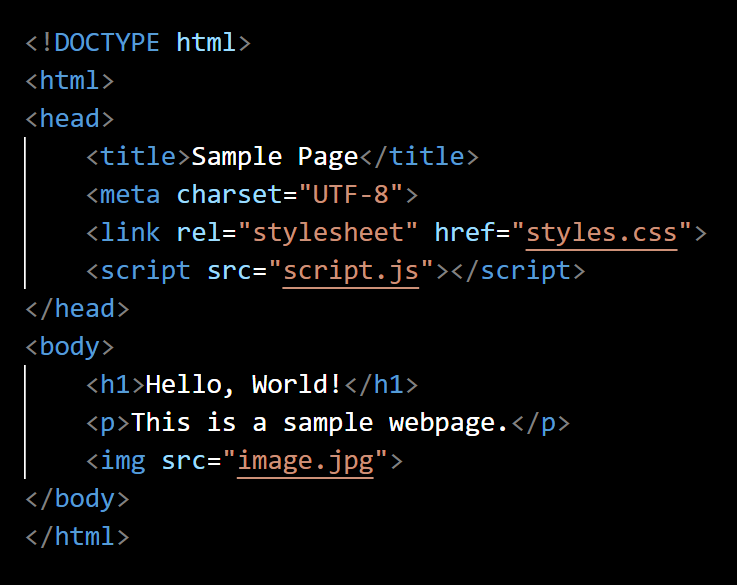 <!DOCTYPE html>
<html>
<head>
    <title>Sample Page</title>
    <meta charset="UTF-8">
    <link rel="stylesheet" href="styles.css">
    <script src="script.js"></script>
</head>
<body>
    <h1>Hello, World!</h1>
    <p>This is a sample webpage.</p>
    <img src="image.jpg">
</body>
</html>